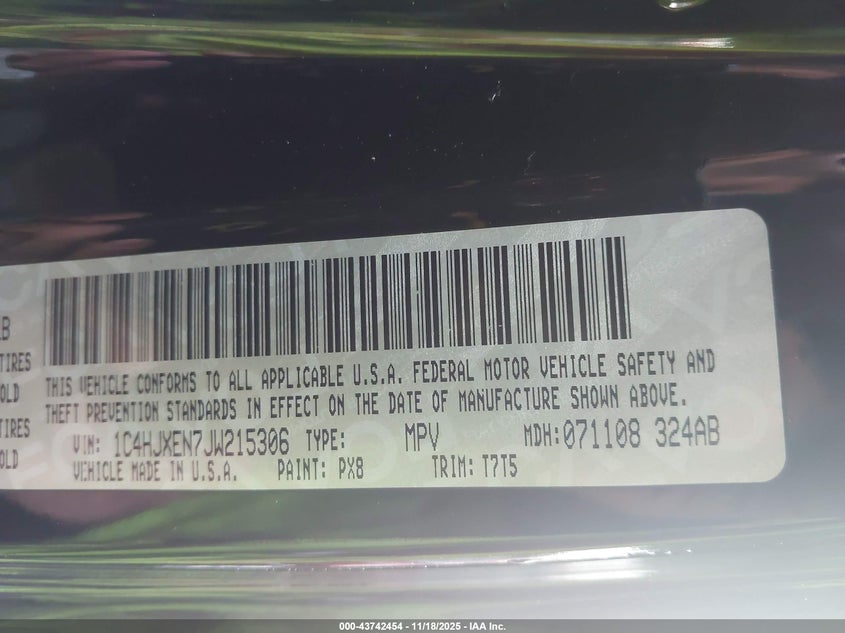 B
TIRES
OLD
TIRES
OLD
THIS VEHICLE CONFORMS TO ALL APPLICABLE U.S.A. FEDERAL MOTOR VEHICLE SAFETY AND
THEFT PREVENTION STANDARDS IN EFFECT ON THE DATE OF MANUFACTURE SHOWN ABOVE.
VIN: 1C4HJXEN7JW215306 TYPE: MPV MDH:071108 324AB
VEHICLE MADE IN U.S.A. PAINT: PX8 TRIM: T7T5
000-43742454 - 11/18/2025 - IAA Inc.